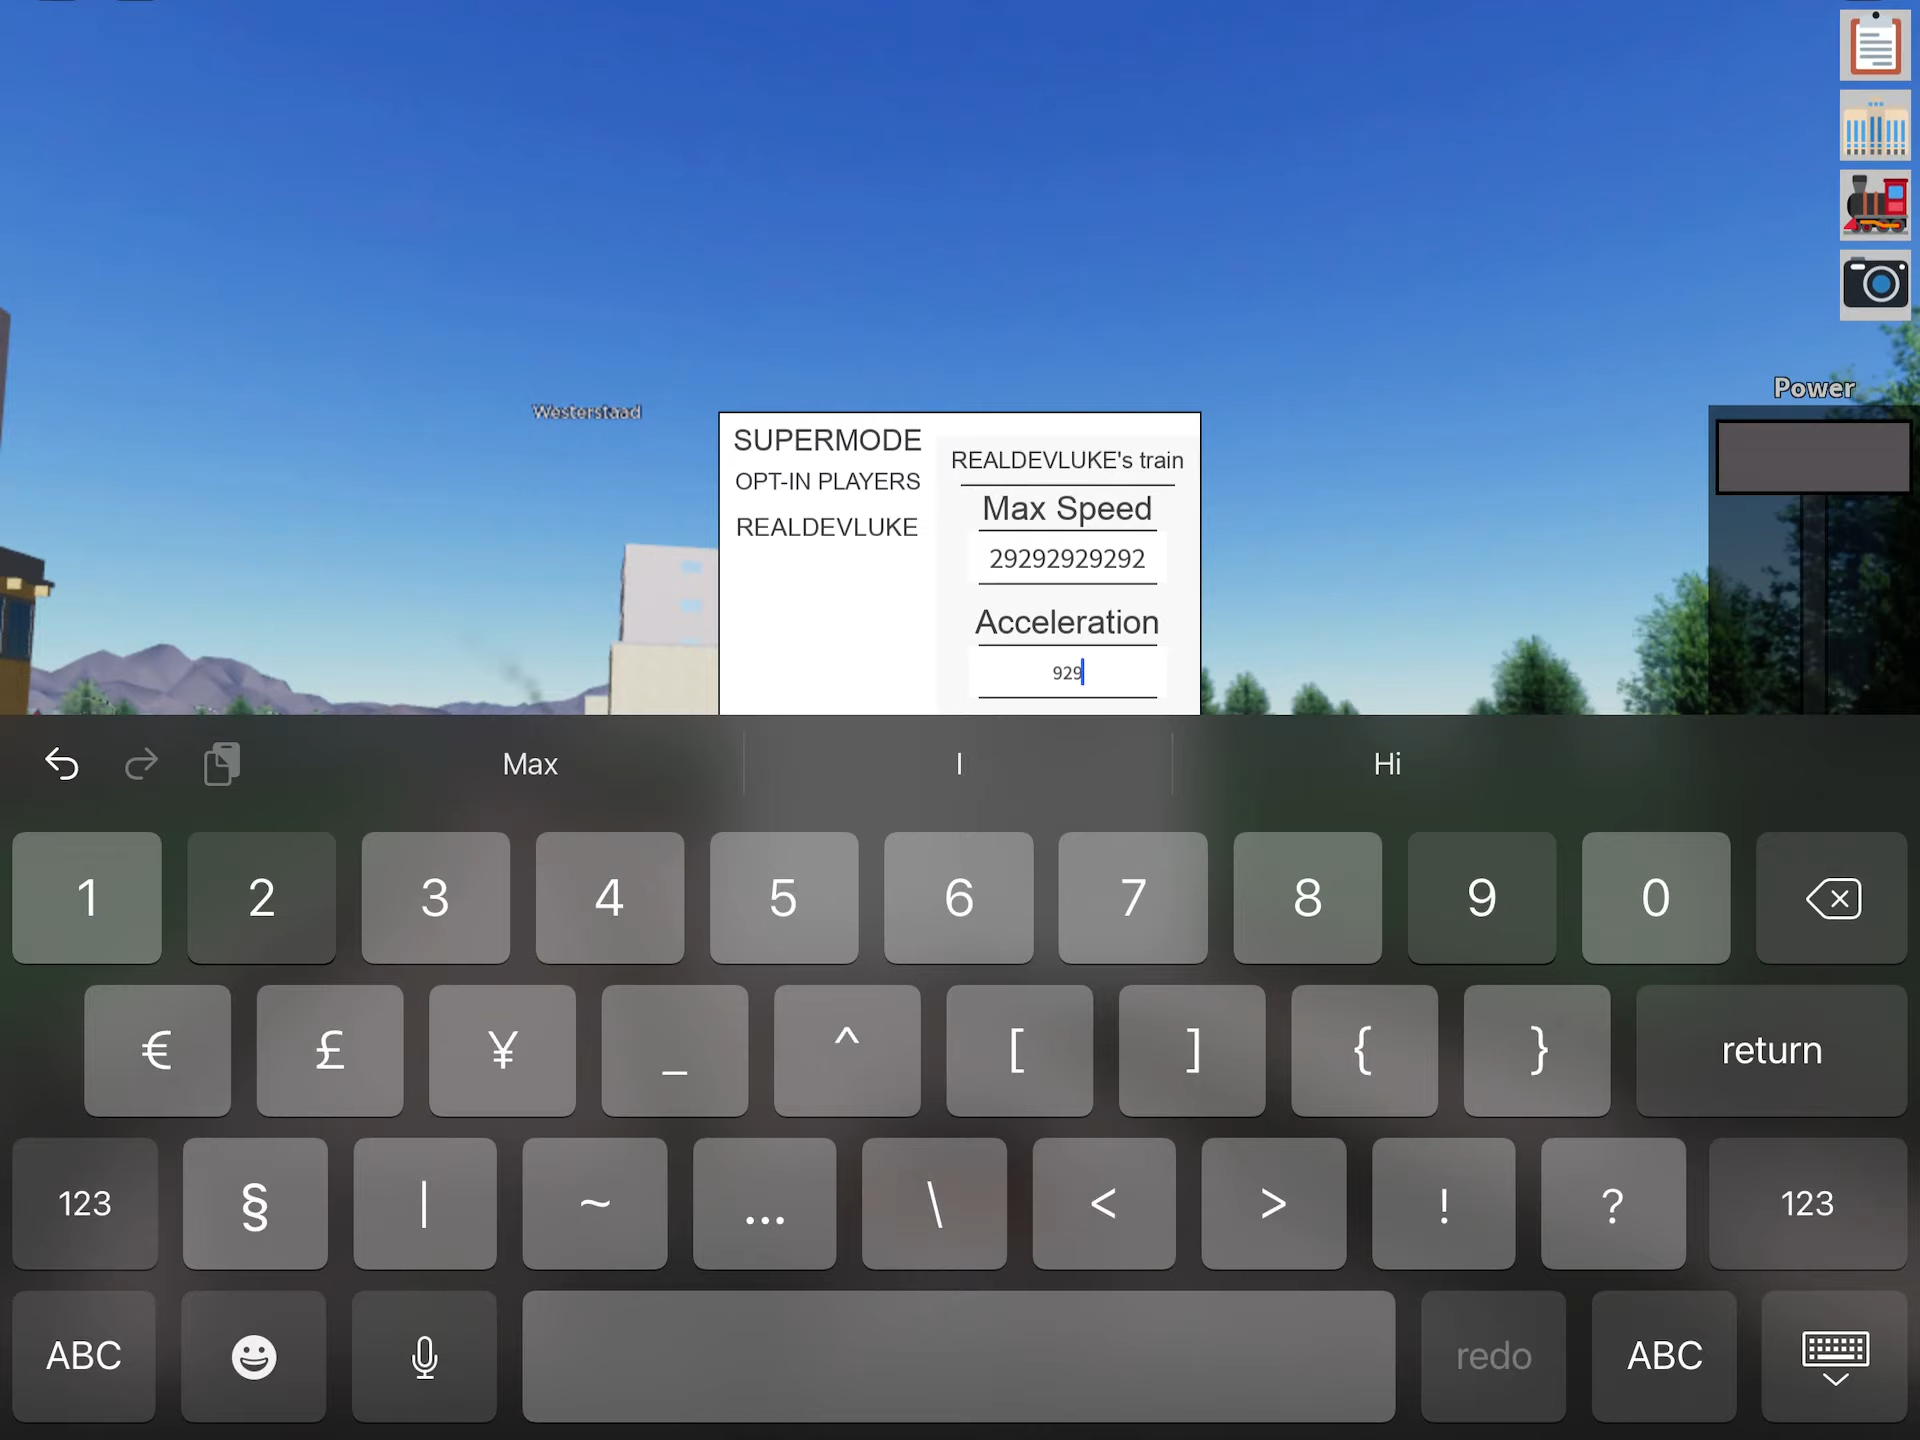 Power
Westerstaad
SUPERMODE
OPT-IN PLAYERS
REALDEVLUKE
REALDEVLUKE's train
Max Speed
29292929292
Acceleration
929
Max I Hi
1 2 3 4 5 6 7 8 9 0
€ £ ¥ _ ^ [ ] { } return
123 § | ~ … \ < > ! ? 123
ABC redo ABC